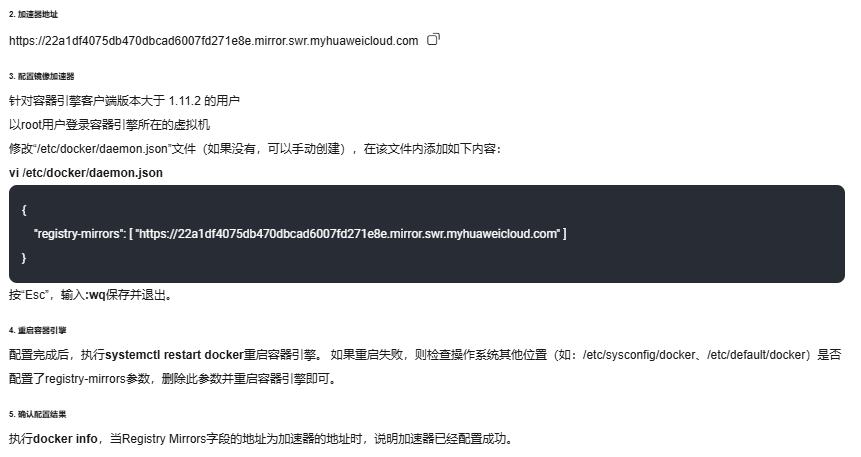 2. 加速器地址
https://22a1df4075db470dbcad6007fd271e8e.mirror.swr.myhuaweicloud.com
3. 配置镜像加速器
针对容器引擎客户端版本大于 1.11.2 的用户
以root用户登录容器引擎所在的虚拟机
修改“/etc/docker/daemon.json”文件（如果没有，可以手动创建），在该文件内添加如下内容：
vi /etc/docker/daemon.json
{
"registry-mirrors": [ "https://22a1df4075db470dbcad6007fd271e8e.mirror.swr.myhuaweicloud.com" ]
}
按“Esc”，输入:wq保存并退出。
4. 重启容器引擎
配置完成后，执行systemctl restart docker重启容器引擎。 如果重启失败，则检查操作系统其他位置（如：/etc/sysconfig/docker、/etc/default/docker）是否
配置了registry-mirrors参数，删除此参数并重启容器引擎即可。
5. 确认配置结果
执行docker info，当Registry Mirrors字段的地址为加速器的地址时，说明加速器已经配置成功。